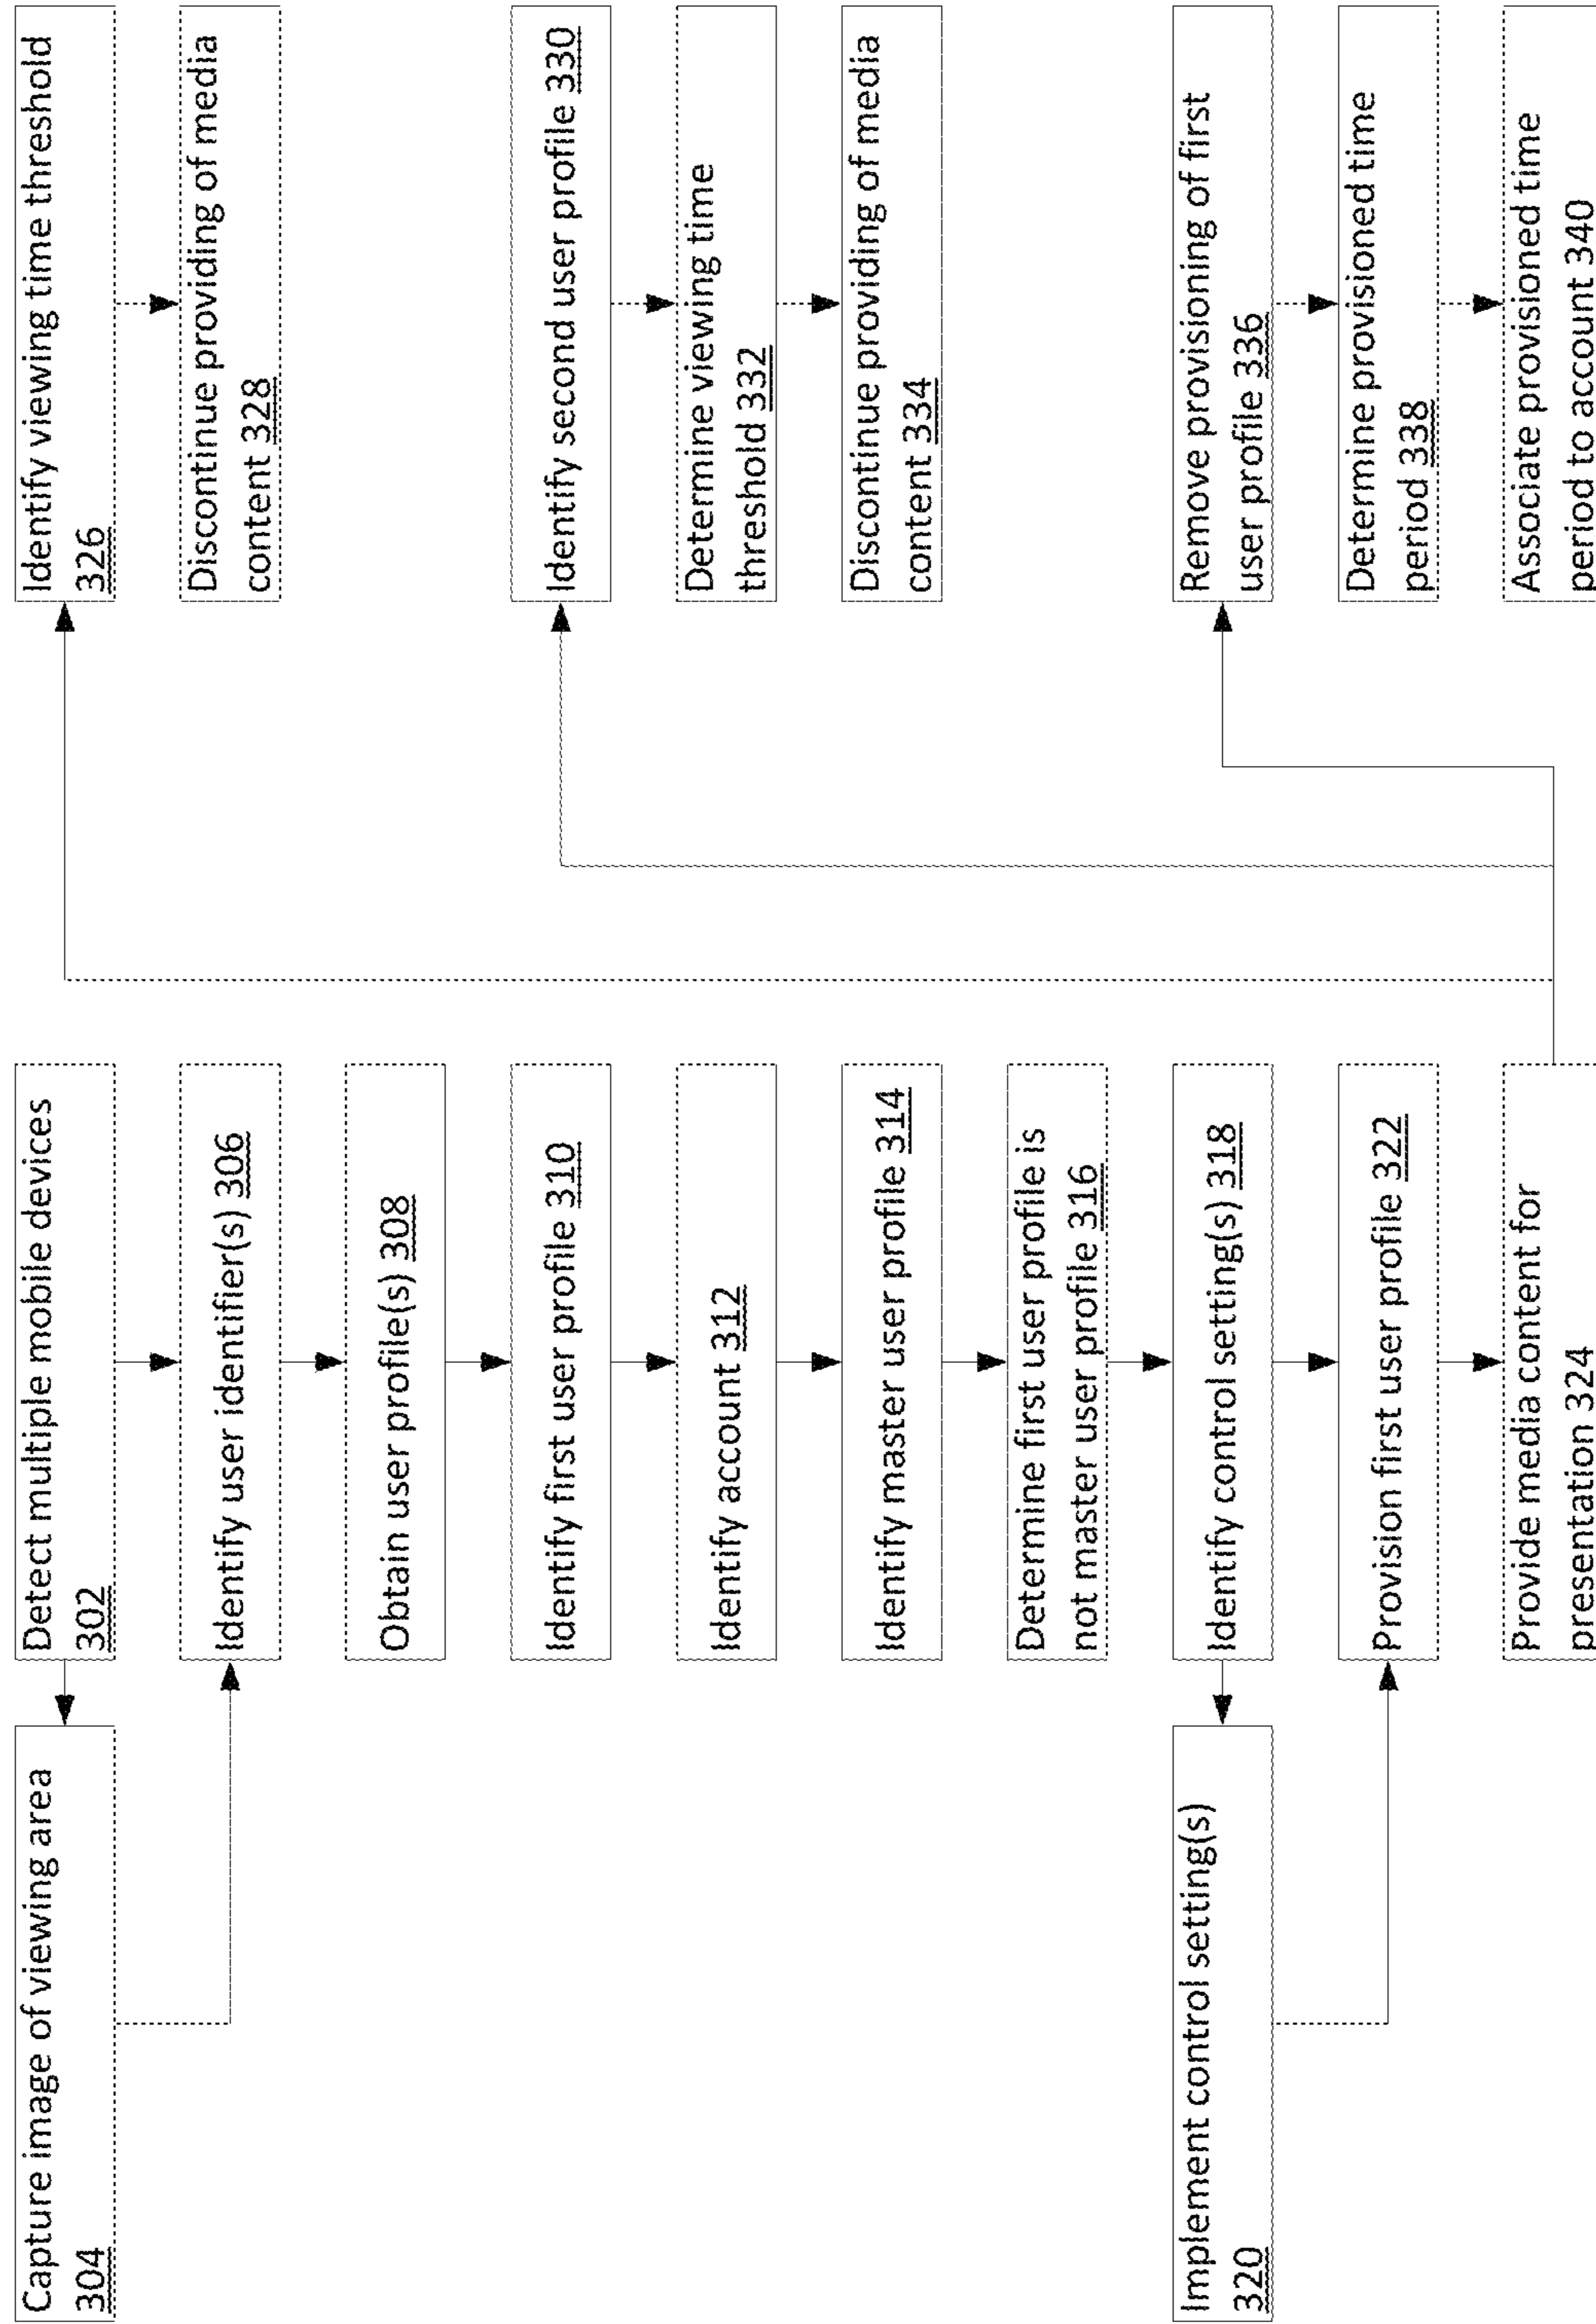 Capture image of viewing area
304
Detect multiple mobile devices
302
Identify user identifier(s) 306
Obtain user profile(s) 308
Identify first user profile 310
Identify account 312
Identify master user profile 314
Determine first user profile is
not master user profile 316
Identify control setting(s) 318
Implement control setting(s)
320
Provision first user profile 322
Provide media content for
presentation 324
Identify viewing time threshold
326
Discontinue providing of media
content 328
Identify second user profile 330
Determine viewing time
threshold 332
Discontinue providing of media
content 334
Remove provisioning of first
user profile 336
Determine provisioned time
period 338
Associate provisioned time
period to account 340